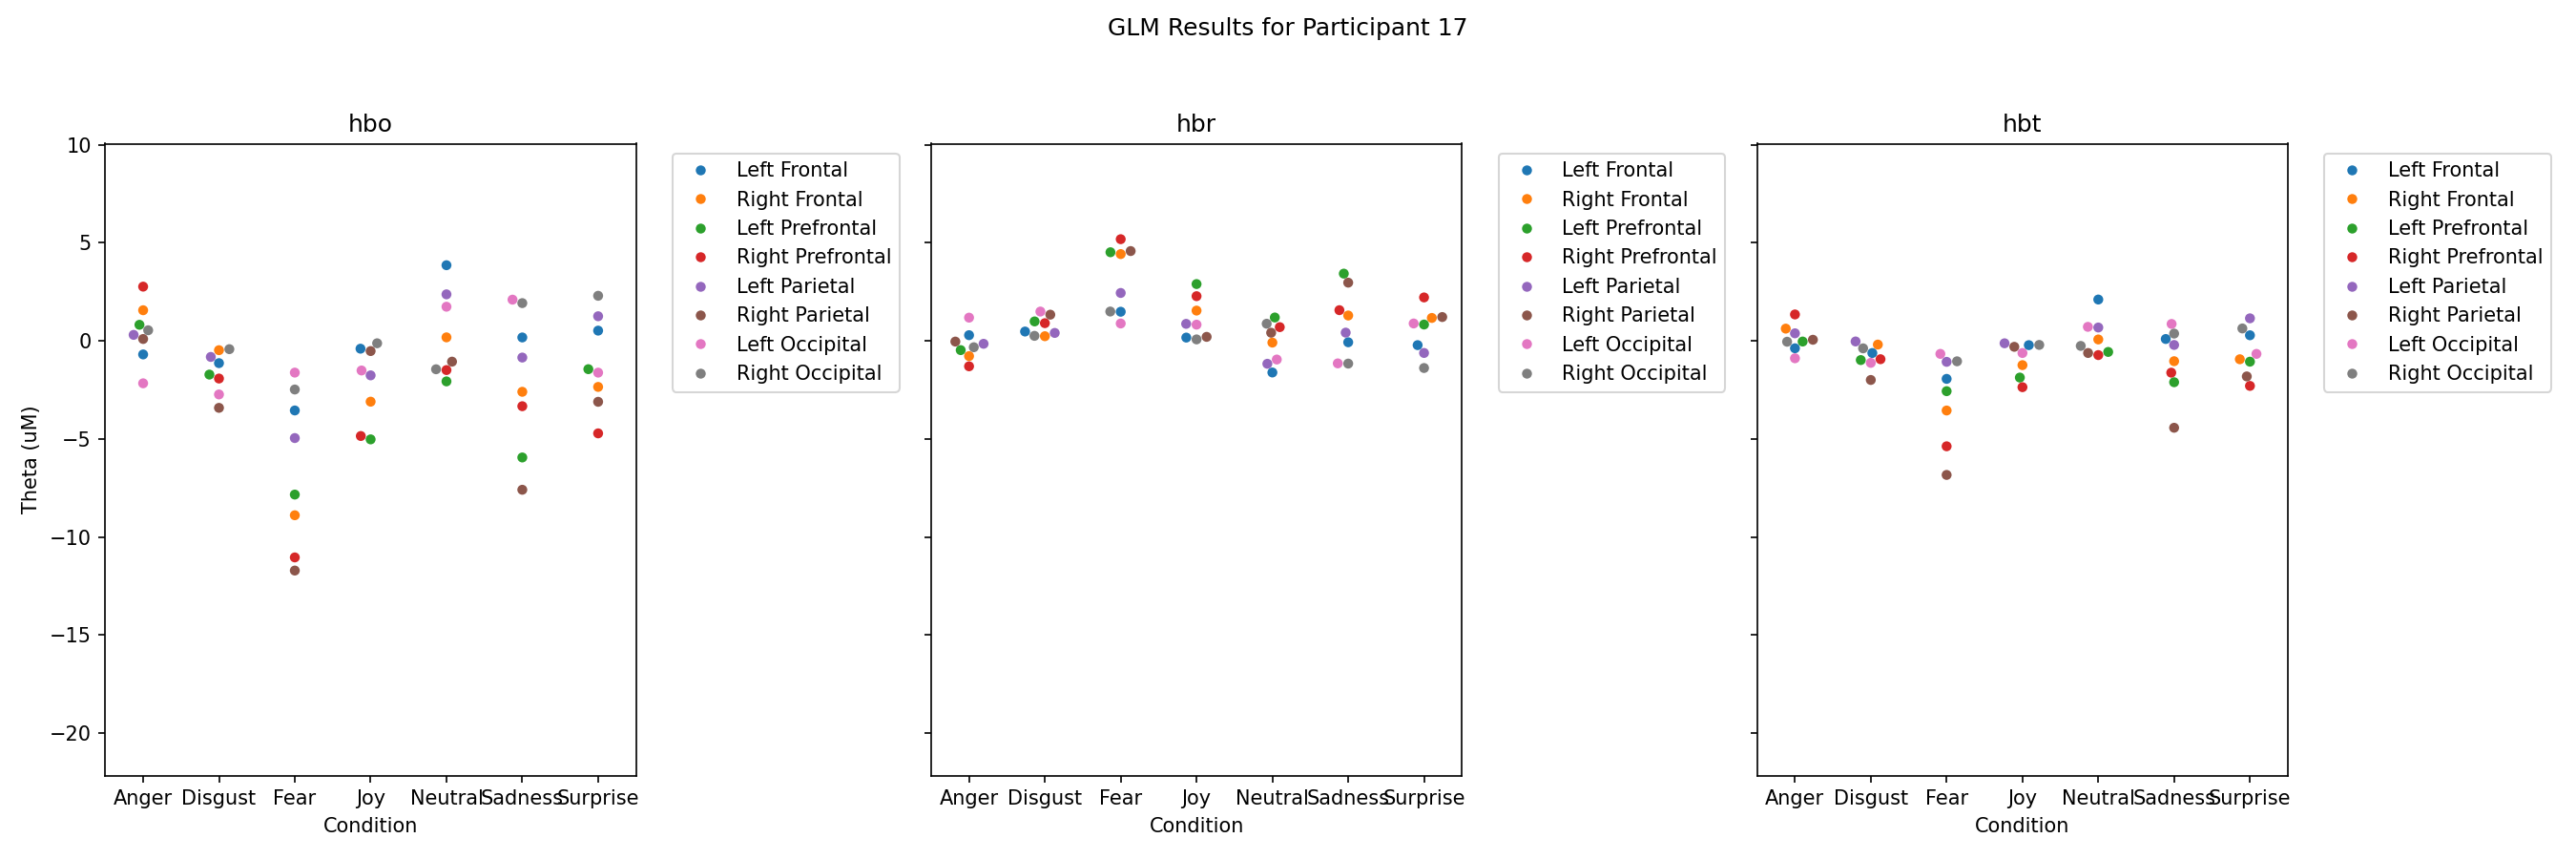 GLM Results for Participant 17
hbo
hbr
hbt
10
5
0
−5
−10
−15
−20
Theta (uM)
Left Frontal
Right Frontal
Left Prefrontal
Right Prefrontal
Left Parietal
Right Parietal
Left Occipital
Right Occipital
Left Frontal
Right Frontal
Left Prefrontal
Right Prefrontal
Left Parietal
Right Parietal
Left Occipital
Right Occipital
Left Frontal
Right Frontal
Left Prefrontal
Right Prefrontal
Left Parietal
Right Parietal
Left Occipital
Right Occipital
Anger Disgust Fear Joy Neutral Sadness Surprise
Condition
Anger Disgust Fear Joy Neutral Sadness Surprise
Condition
Anger Disgust Fear Joy Neutral Sadness Surprise
Condition